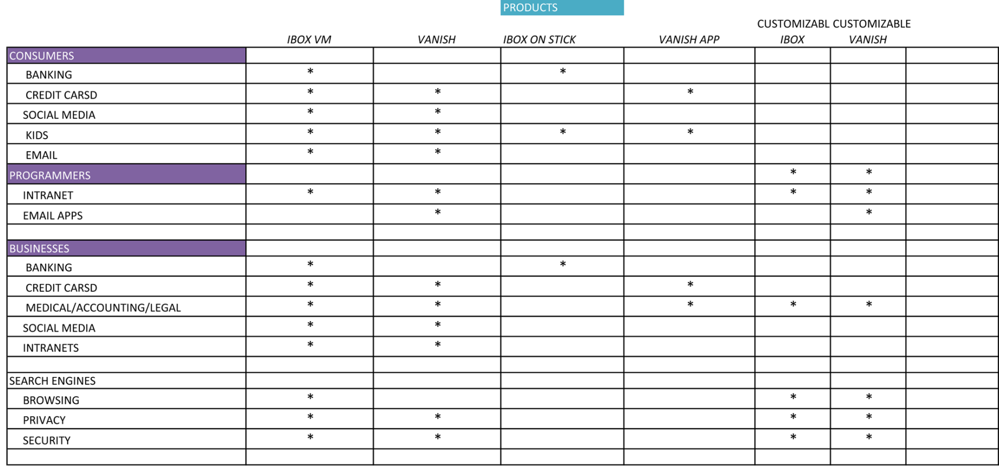 PRODUCTS
CUSTOMIZABL CUSTOMIZABLE
IBOX VM VANISH IBOX ON STICK VANISH APP IBOX VANISH
CONSUMERS
BANKING * *
CREDIT CARSD * * *
SOCIAL MEDIA * *
KIDS * * * *
EMAIL * *
PROGRAMMERS * *
INTRANET * * * *
EMAIL APPS * *
BUSINESSES
BANKING * *
CREDIT CARSD * * *
MEDICAL/ACCOUNTING/LEGAL * * * * *
SOCIAL MEDIA * *
INTRANETS * *
SEARCH ENGINES
BROWSING * * *
PRIVACY * * * *
SECURITY * * * *